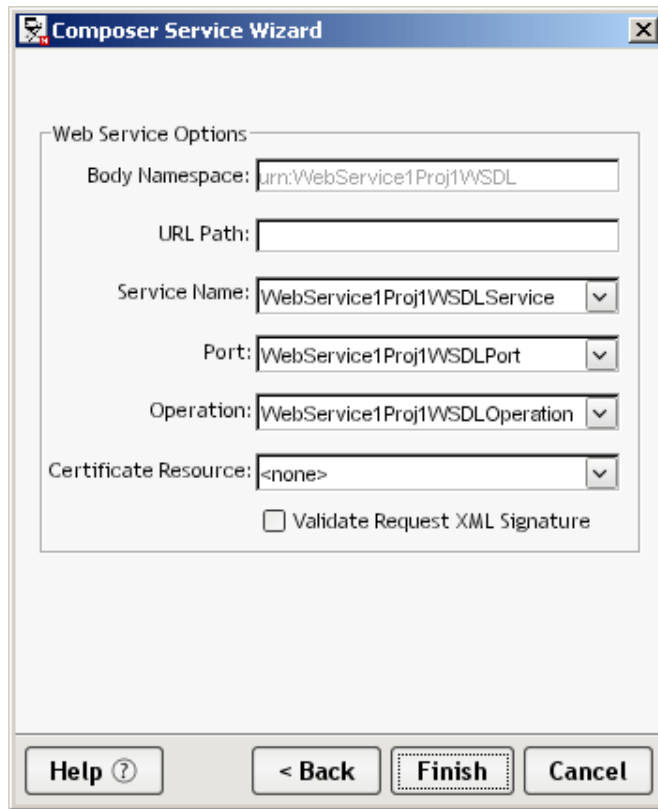 Composer Service Wizard
Web Service Options
Body Namespace: urn:WebService1Proj1WSDL
URL Path:
Service Name: WebService1Proj1WSDLService
Port: WebService1Proj1WSDLPort
Operation: WebService1Proj1WSDLOperation
Certificate Resource: <none>
Validate Request XML Signature
Help ? < Back Finish Cancel